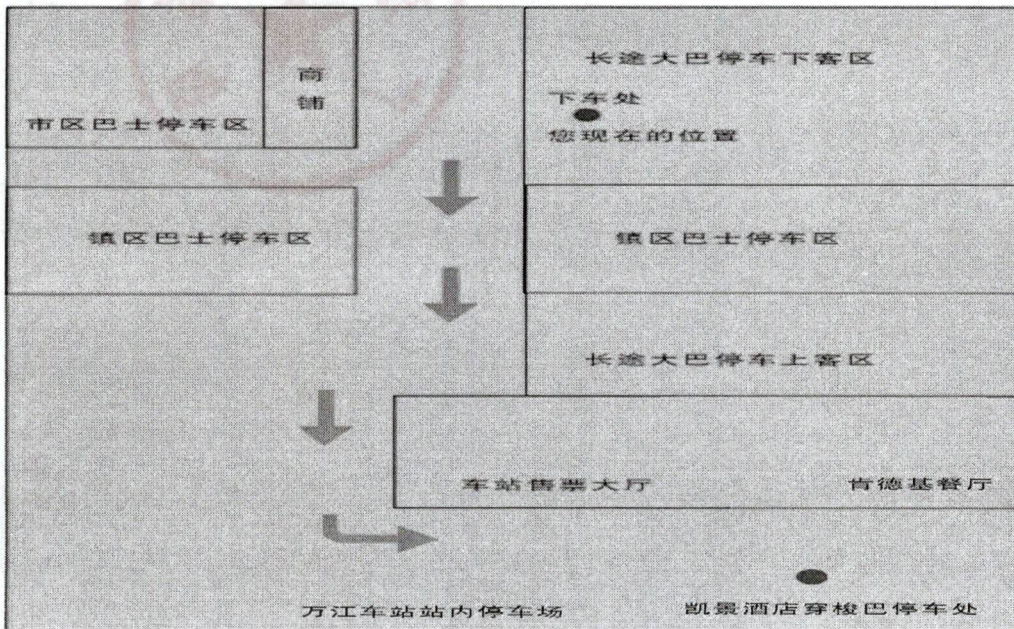 长途大巴停车下客区
商
铺
下车处
市区巴士停车区
您现在的位置
镇区巴士停车区
镇区巴士停车区
长途大巴停车上客区
车站售票大厅
肯德基餐厅
万江车站站内停车场
凯景酒店穿梭巴停车处